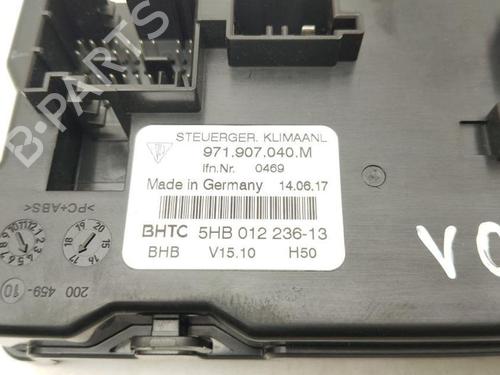 B-PARTS
STEUERGER. KLIMAANL
971.907.040.M
lfn.Nr. 0469
Made in Germany 14.06.17
BHTC 5HB 012 236-13
BHB V15.10 H50
>PC+ABS<
200 459-10
VO